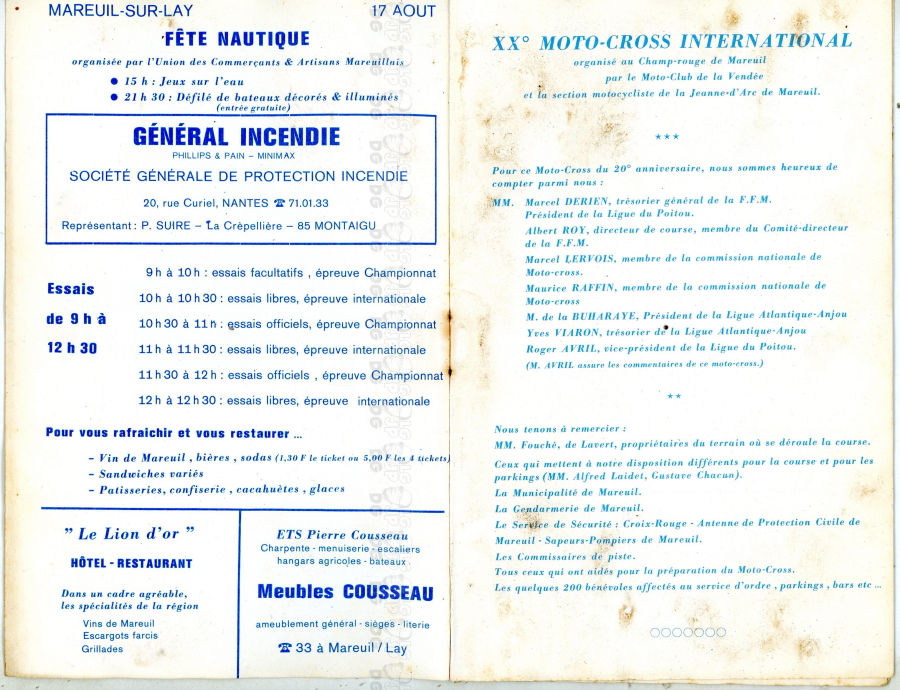 MAREUIL-SUR-LAY 17 AOUT
FÊTE NAUTIQUE
organisée par l'Union des Commerçants & Artisans Mareuillais
● 15 h : Jeux sur l'eau
● 21 h 30 : Défilé de bateaux décorés & illuminés
(entrée gratuite)
GÉNÉRAL INCENDIE
PHILLIPS & PAIN – MINIMAX
SOCIÉTÉ GÉNÉRALE DE PROTECTION INCENDIE
20, rue Curiel, NANTES ☎ 71.01.33
Représentant : P. SUIRE – La Crèpellière – 85 MONTAIGU
Essais
de 9 h à
12 h 30
9 h à 10 h : essais facultatifs , épreuve Championnat
10 h à 10 h 30 : essais libres, épreuve internationale
10 h 30 à 11 h : essais officiels, épreuve Championnat
11 h à 11 h 30 : essais libres, épreuve internationale
11 h 30 à 12 h : essais officiels , épreuve Championnat
12 h à 12 h 30 : essais libres, épreuve internationale
Pour vous rafraichir et vous restaurer ...
– Vin de Mareuil , bières , sodas (1,30 F le ticket ou 5,00 F les 4 tickets)
– Sandwiches variés
– Patisseries, confiserie , cacahuètes , glaces
" Le Lion d'or "
HÔTEL - RESTAURANT
Dans un cadre agréable,
les spécialités de la région
Vins de Mareuil
Escargots farcis
Grillades
ETS Pierre Cousseau
Charpente - menuiserie - escaliers
hangars agricoles - bateaux
Meubles COUSSEAU
ameublement général - sièges - literie
☎ 33 à Mareuil / Lay
XX° MOTO-CROSS INTERNATIONAL
organisé au Champ-rouge de Mareuil
par le Moto-Club de la Vendée
et la section motocycliste de la Jeanne-d'Arc de Mareuil.
***
Pour ce Moto-Cross du 20° anniversaire, nous sommes heureux de
compter parmi nous :
MM. Marcel DERIEN, trésorier général de la F.F.M.
Président de la Ligue du Poitou.
Albert ROY, directeur de course, membre du Comité-directeur
de la F.F.M.
Marcel LERVOIS, membre de la commission nationale de
Moto-cross.
Maurice RAFFIN, membre de la commission nationale de
Moto-cross
M. de la BUHARAYE, Président de la Ligue Atlantique-Anjou
Yves VIARON, trésorier de la Ligue Atlantique-Anjou
Roger AVRIL, vice-président de la Ligue du Poitou.
(M. AVRIL assure les commentaires de ce moto-cross.)
**
Nous tenons à remercier :
MM. Fouché, de Lavert, propriétaires du terrain où se déroule la course.
Ceux qui mettent à notre disposition différents pour la course et pour les
parkings (MM. Alfred Laidet, Gustave Chacun).
La Municipalité de Mareuil.
La Gendarmerie de Mareuil.
Le Service de Sécurité : Croix-Rouge - Antenne de Protection Civile de
Mareuil - Sapeurs-Pompiers de Mareuil.
Les Commissaires de piste.
Tous ceux qui ont aidés pour la préparation du Moto-Cross.
Les quelques 200 bénévoles affectés au service d'ordre , parkings , bars etc ...